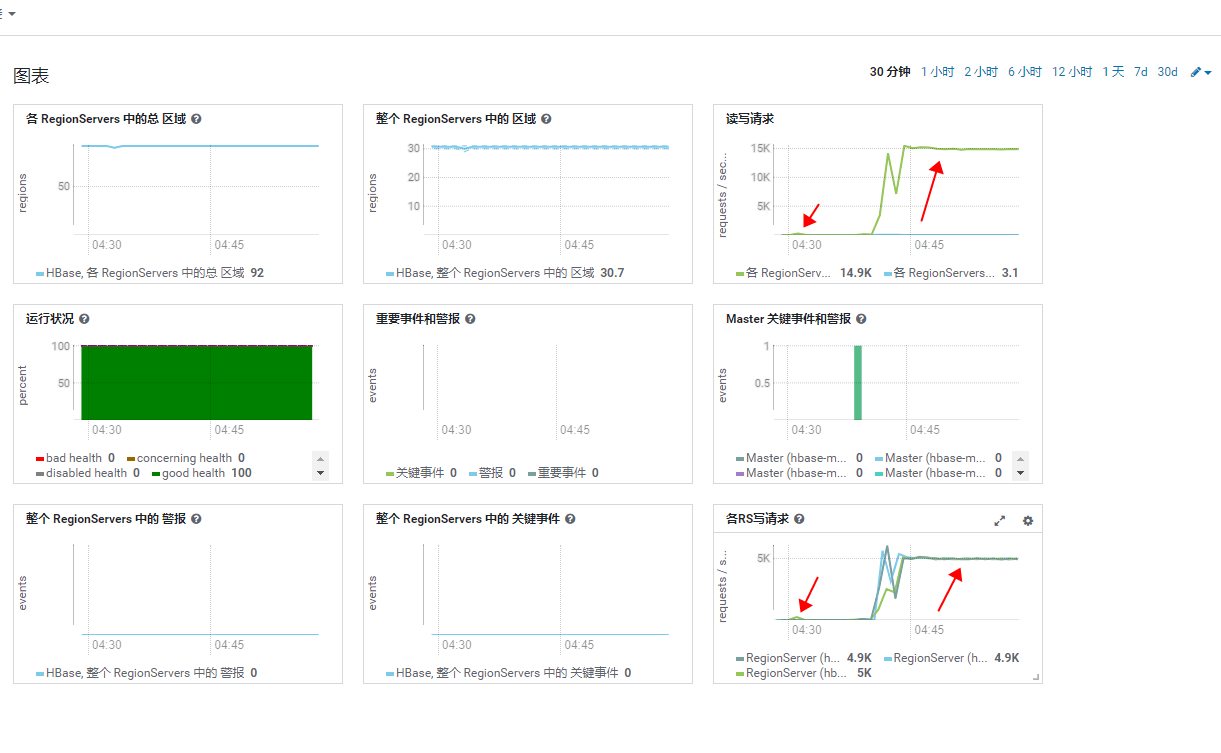 图表
30 分钟 1 小时 2 小时 6 小时 12 小时 1 天 7d 30d
各 RegionServers 中的总 区域
regions
50
04:30 04:45
HBase, 各 RegionServers 中的总 区域 92
整个 RegionServers 中的 区域
regions
30
20
10
04:30 04:45
HBase, 整个 RegionServers 中的 区域 30.7
读写请求
requests / sec...
15K
10K
5K
04:30 04:45
各 RegionServ... 14.9K 各 RegionServers... 3.1
运行状况
percent
100
50
04:30 04:45
bad health 0 concerning health 0
disabled health 0 good health 100
重要事件和警报
events
04:30 04:45
关键事件 0 警报 0 重要事件 0
Master 关键事件和警报
events
1
0.5
04:30 04:45
Master (hbase-m... 0 Master (hbase-m... 0
Master (hbase-m... 0 Master (hbase-m... 0
整个 RegionServers 中的 警报
events
04:30 04:45
HBase, 整个 RegionServers 中的 警报 0
整个 RegionServers 中的 关键事件
events
04:30 04:45
HBase, 整个 RegionServers 中的 关键事件 0
各RS写请求
requests / s...
5K
04:30 04:45
RegionServer (h... 4.9K RegionServer (h... 4.9K
RegionServer (hb... 5K